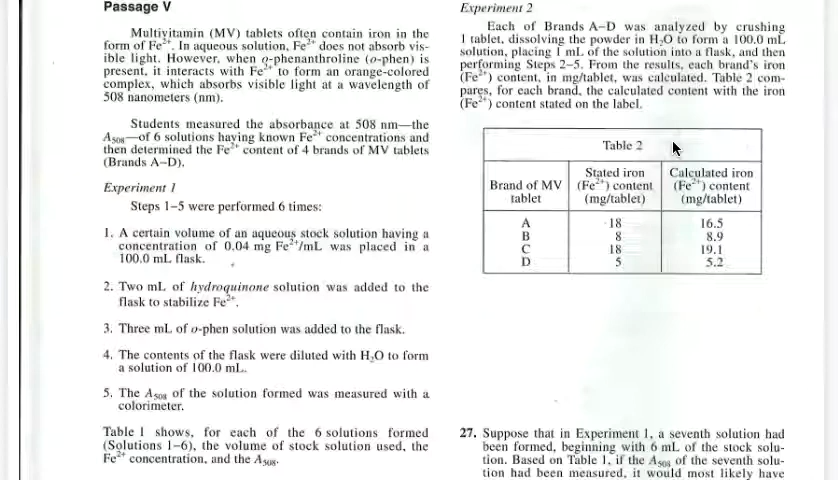 Passage V
Multivitamin (MV) tablets often contain iron in the
form of Fe²⁺. In aqueous solution, Fe²⁺ does not absorb vis-
ible light. However, when o-phenanthroline (o-phen) is
present, it interacts with Fe²⁺ to form an orange-colored
complex, which absorbs visible light at a wavelength of
508 nanometers (nm).
Students measured the absorbance at 508 nm—the
A₅₀₈—of 6 solutions having known Fe²⁺ concentrations and
then determined the Fe²⁺ content of 4 brands of MV tablets
(Brands A–D).
Experiment 1
Steps 1–5 were performed 6 times:
1. A certain volume of an aqueous stock solution having a
concentration of 0.04 mg Fe²⁺/mL was placed in a
100.0 mL flask.
2. Two mL of hydroquinone solution was added to the
flask to stabilize Fe²⁺.
3. Three mL of o-phen solution was added to the flask.
4. The contents of the flask were diluted with H₂O to form
a solution of 100.0 mL.
5. The A₅₀₈ of the solution formed was measured with a
colorimeter.
Table 1 shows, for each of the 6 solutions formed
(Solutions 1–6), the volume of stock solution used, the
Fe²⁺ concentration, and the A₅₀₈.
Experiment 2
Each of Brands A–D was analyzed by crushing
1 tablet, dissolving the powder in H₂O to form a 100.0 mL
solution, placing 1 mL of the solution into a flask, and then
performing Steps 2–5. From the results, each brand's iron
(Fe²⁺) content, in mg/tablet, was calculated. Table 2 com-
pares, for each brand, the calculated content with the iron
(Fe²⁺) content stated on the label.
Table 2
Brand of MV tablet | Stated iron (Fe²⁺) content (mg/tablet) | Calculated iron (Fe²⁺) content (mg/tablet)
A 18 16.5
B 8 8.9
C 18 19.1
D 5 5.2
27. Suppose that in Experiment 1, a seventh solution had
been formed, beginning with 6 mL of the stock solu-
tion. Based on Table 1, if the A₅₀₈ of the seventh solu-
tion had been measured, it would most likely have